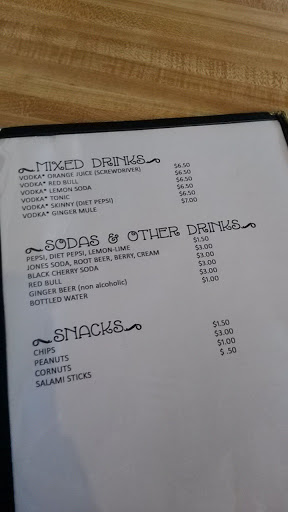 MIXED DRINKS
VODKA* ORANGE JUICE (SCREWDRIVER) $6.50
VODKA* RED BULL $6.50
VODKA* LEMON SODA $6.50
VODKA* TONIC $6.50
VODKA* SKINNY (DIET PEPSI) $6.50
VODKA* GINGER MULE $7.00
SODAS & OTHER DRINKS
PEPSI, DIET PEPSI, LEMON-LIME $1.50
JONES SODA, ROOT BEER, BERRY, CREAM $3.00
BLACK CHERRY SODA $3.00
RED BULL $3.00
GINGER BEER (non alcoholic) $3.00
BOTTLED WATER $1.00
SNACKS
CHIPS $1.50
PEANUTS $3.00
CORNUTS $1.00
SALAMI STICKS $ .50